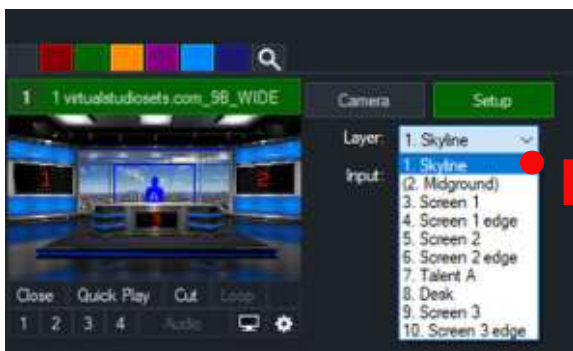 1 1 virtualstudiosets.com_9B_WIDE
Camera Setup
Layer: 1. Skyline
Input:
1. Skyline
(2. Midground)
3. Screen 1
4. Screen 1 edge
5. Screen 2
6. Screen 2 edge
7. Talent A
8. Desk
9. Screen 3
10. Screen 3 edge
1 2
3
Close Quick Play Cut Loop
1 2 3 4 Audio